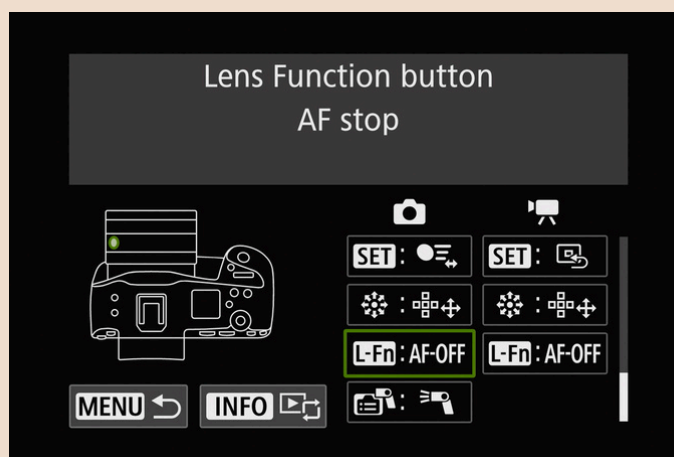 Lens Function button
AF stop
SET : SET :
: :
L-Fn : AF-OFF L-Fn : AF-OFF
MENU INFO :